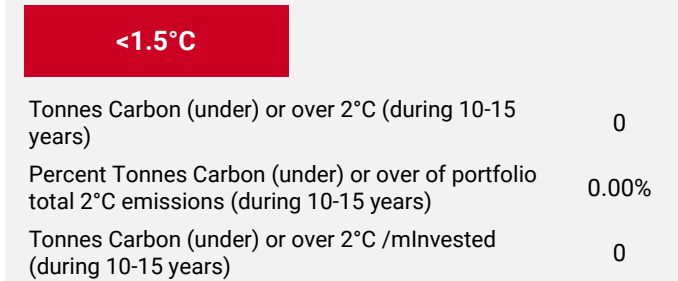 <1.5°C
Tonnes Carbon (under) or over 2°C (during 10-15
years)
0
Percent Tonnes Carbon (under) or over of portfolio
total 2°C emissions (during 10-15 years)
0.00%
Tonnes Carbon (under) or over 2°C /mInvested
(during 10-15 years)
0